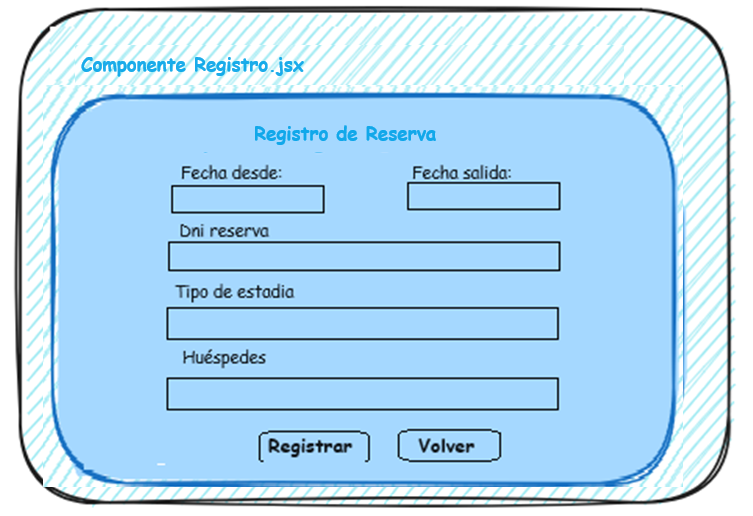 Componente Registro.jsx
Registro de Reserva
Fecha desde: Fecha salida:
Dni reserva
Tipo de estadia
Huéspedes
Registrar Volver